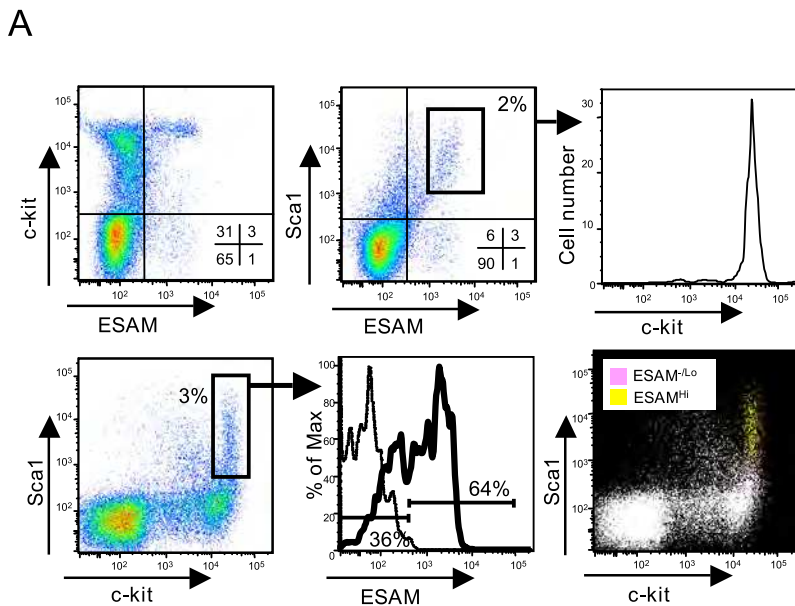 A
10⁵
10⁴
10³
10²
c-kit
31 3
65 1
10² 10³ 10⁴ 10⁵
ESAM
10⁵
10⁴
10³
10²
Sca1
2%
6 3
90 1
10² 10³ 10⁴ 10⁵
ESAM
30
20
10
0
Cell number
10² 10³ 10⁴ 10⁵
c-kit
10⁵
10⁴
10³
10²
Sca1
3%
10² 10³ 10⁴ 10⁵
c-kit
100
80
60
40
20
0
% of Max
64%
36%
10² 10³ 10⁴ 10⁵
ESAM
10⁵
10⁴
10³
10²
Sca1
ESAM⁻/ᴸᵒ
ESAMᴴⁱ
10² 10³ 10⁴ 10⁵
c-kit